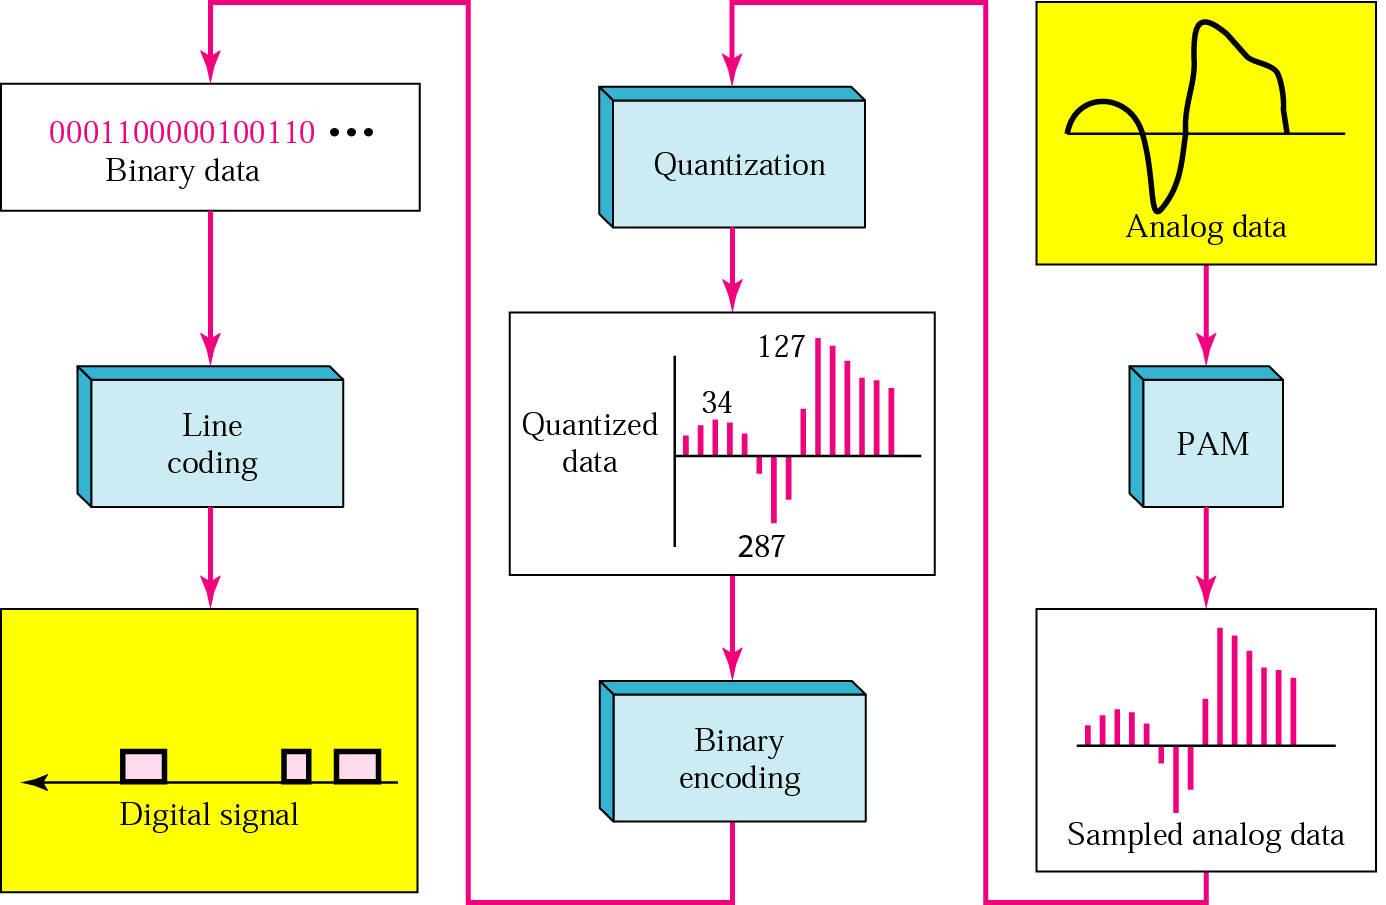 0001100000100110 •••
Binary data
Line
coding
Digital signal
Quantization
127
34
Quantized
data
287
Binary
encoding
Analog data
PAM
Sampled analog data